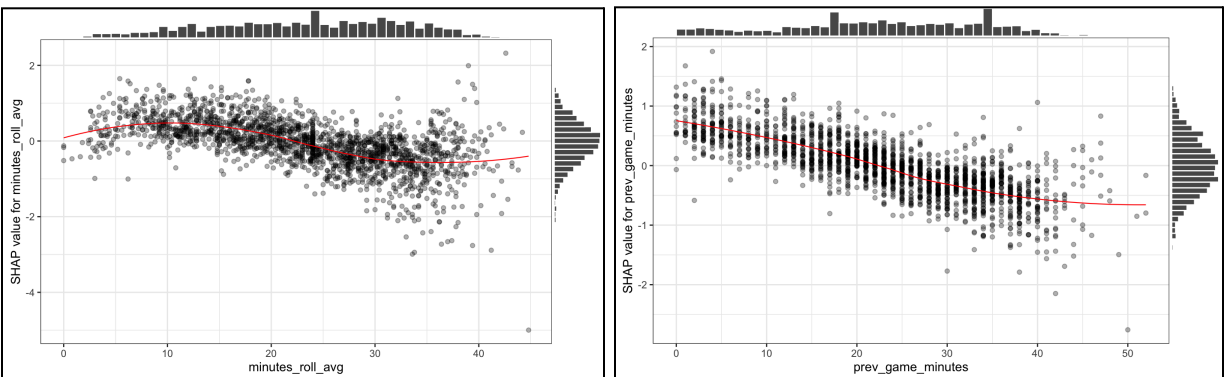 SHAP value for minutes_roll_avg
2
0
-2
-4
0 10 20 30 40
minutes_roll_avg
SHAP value for prev_game_minutes
2
1
0
-1
-2
0 10 20 30 40 50
prev_game_minutes